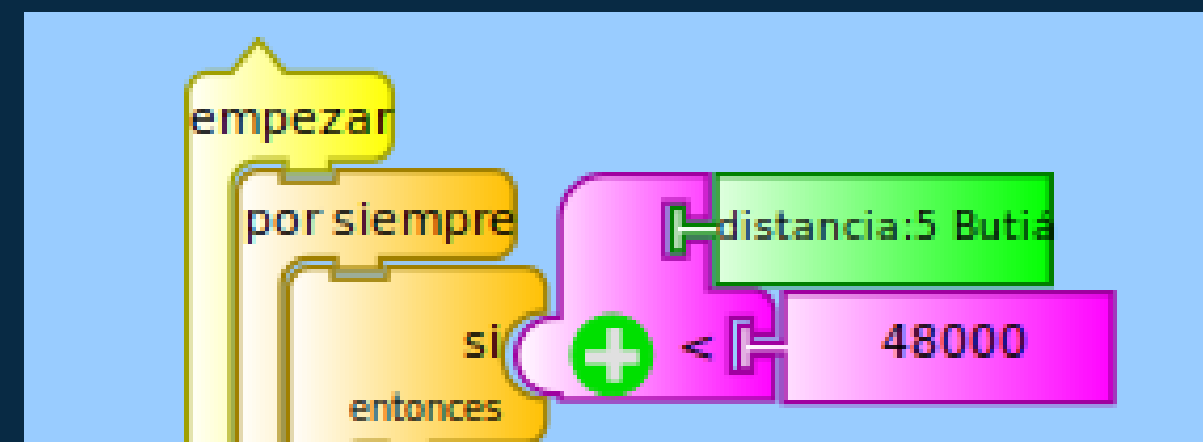 empezar
por siempre
distancia:5 Butiá
si
< 48000
entonces